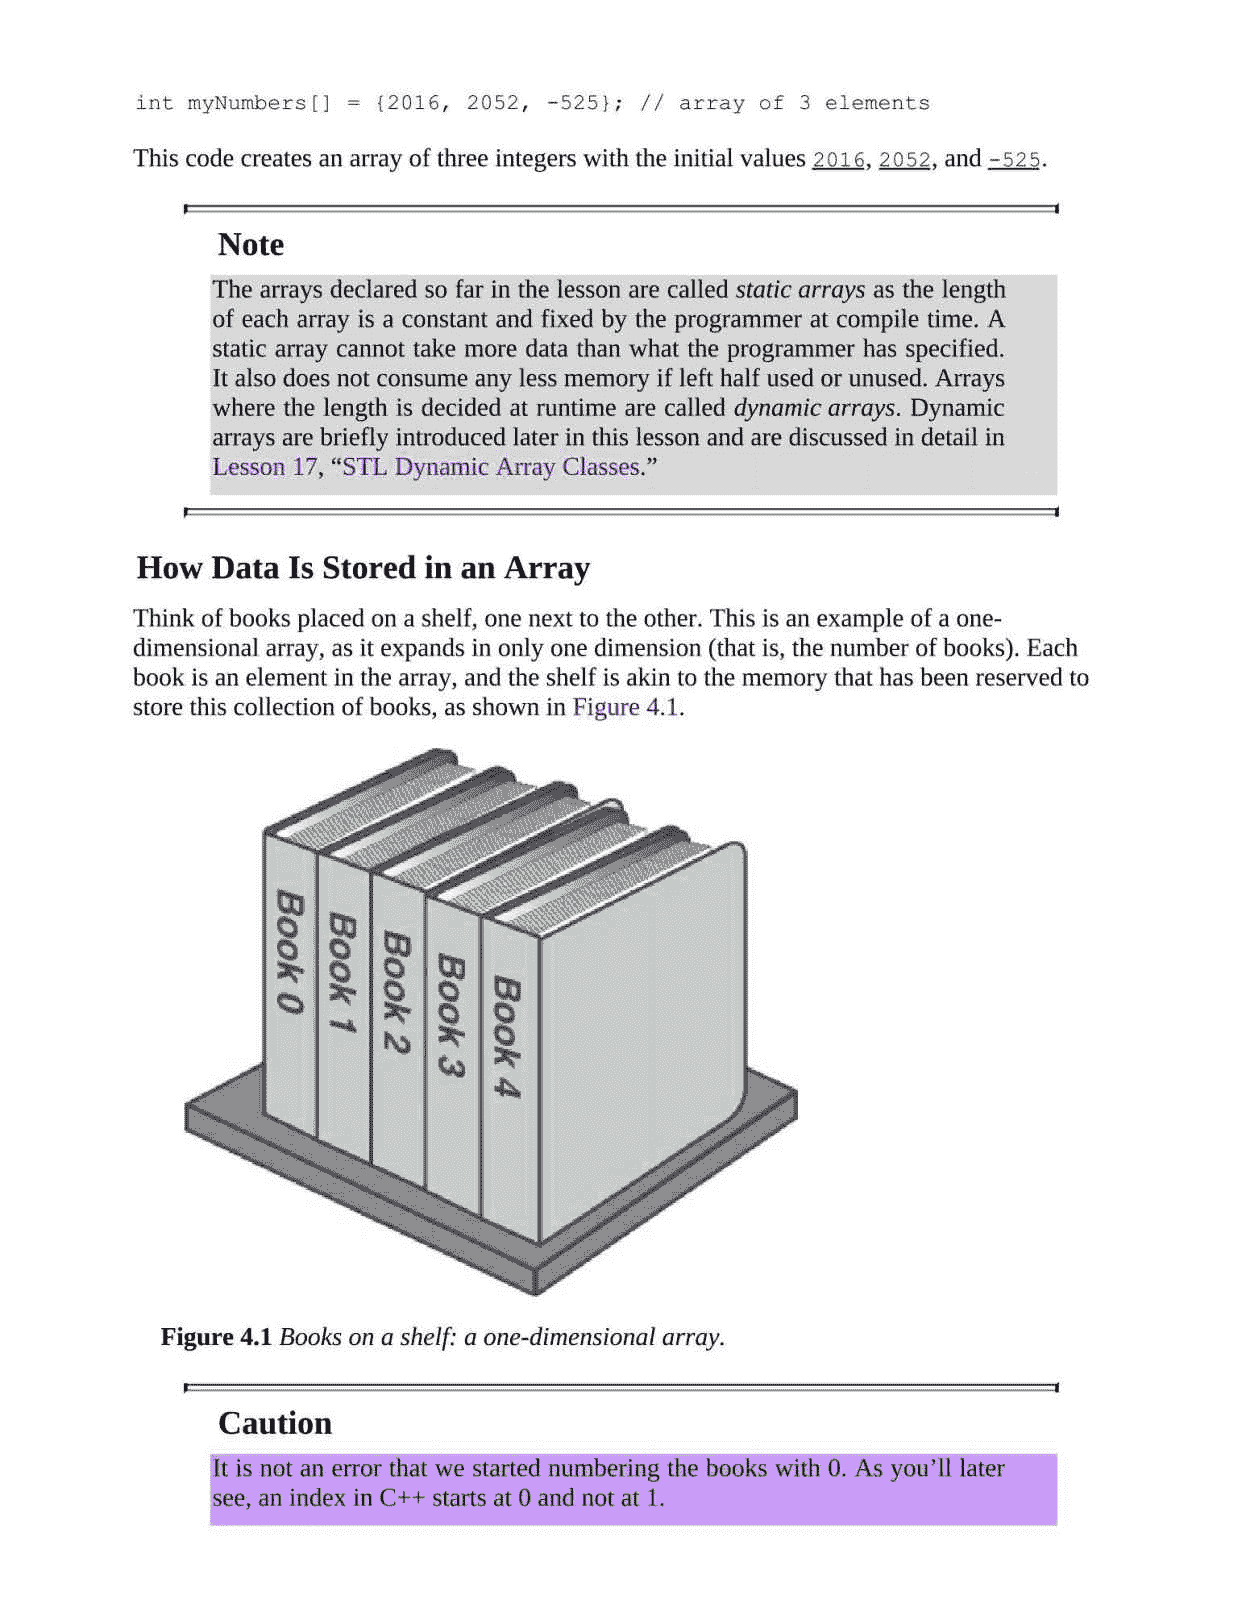 int myNumbers[] = {2016, 2052, -525}; // array of 3 elements
This code creates an array of three integers with the initial values 2016, 2052, and -525.
Note
The arrays declared so far in the lesson are called static arrays as the length
of each array is a constant and fixed by the programmer at compile time. A
static array cannot take more data than what the programmer has specified.
It also does not consume any less memory if left half used or unused. Arrays
where the length is decided at runtime are called dynamic arrays. Dynamic
arrays are briefly introduced later in this lesson and are discussed in detail in
Lesson 17, “STL Dynamic Array Classes.”
How Data Is Stored in an Array
Think of books placed on a shelf, one next to the other. This is an example of a one-
dimensional array, as it expands in only one dimension (that is, the number of books). Each
book is an element in the array, and the shelf is akin to the memory that has been reserved to
store this collection of books, as shown in Figure 4.1.
Book 0
Book 1
Book 2
Book 3
Book 4
Figure 4.1 Books on a shelf: a one-dimensional array.
Caution
It is not an error that we started numbering the books with 0. As you’ll later
see, an index in C++ starts at 0 and not at 1.